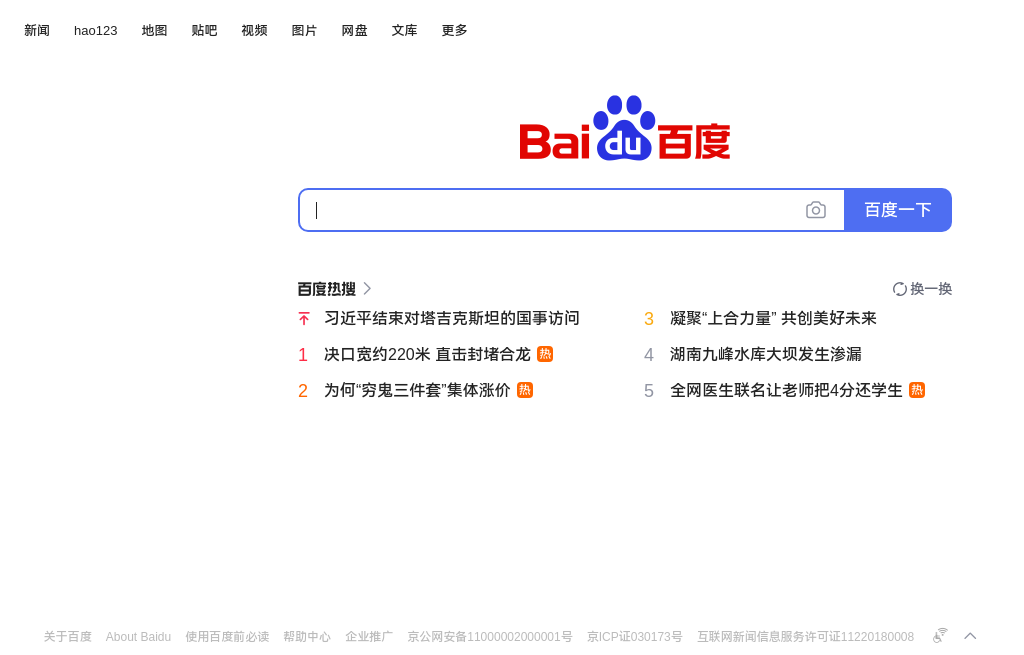 新闻 hao123 地图 贴吧 视频 图片 网盘 文库 更多
Bai du 百度
百度一下
百度热搜 换一换
习近平结束对塔吉克斯坦的国事访问
1 决口宽约220米 直击封堵合龙 热
2 为何“穷鬼三件套”集体涨价 热
3 凝聚“上合力量” 共创美好未来
4 湖南九峰水库大坝发生渗漏
5 全网医生联名让老师把4分还学生 热
关于百度 About Baidu 使用百度前必读 帮助中心 企业推广 京公网安备11000002000001号 京ICP证030173号 互联网新闻信息服务许可证11220180008